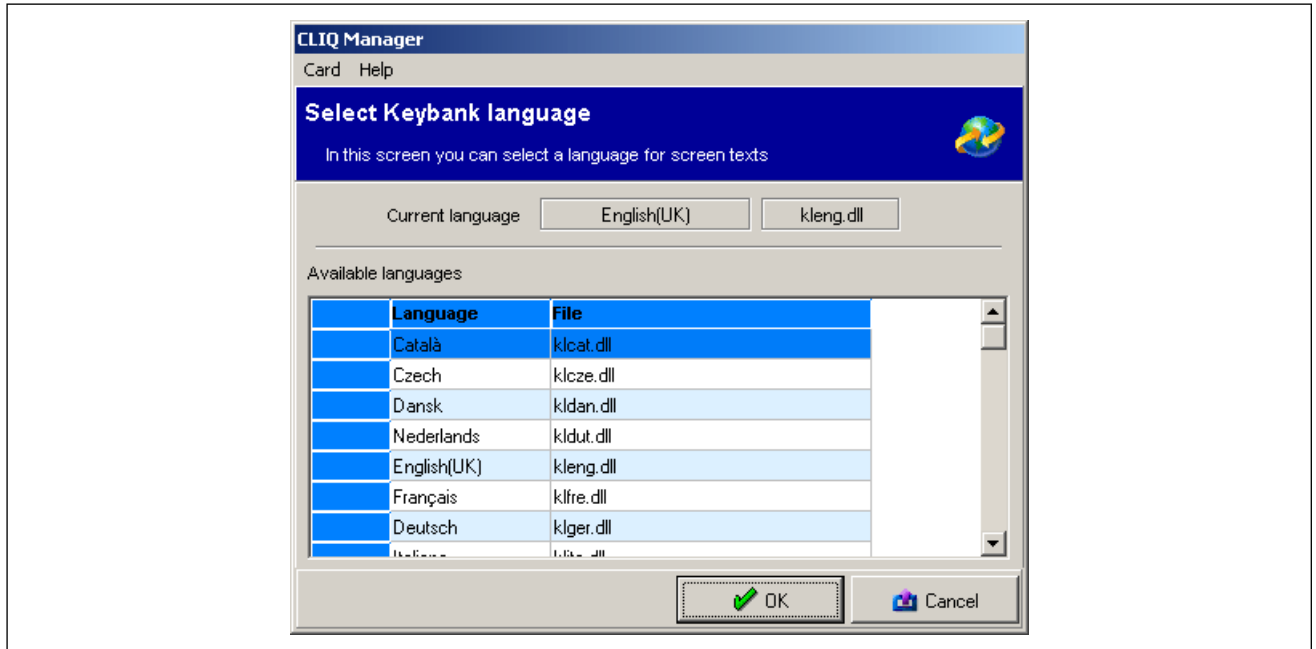 CLIQ Manager
Card Help
Select Keybank language
In this screen you can select a language for screen texts
Current language English(UK) kleng.dll
Available languages
Language File
Català klcat.dll
Czech klcze.dll
Dansk kldan.dll
Nederlands kldut.dll
English(UK) kleng.dll
Français klfre.dll
Deutsch klger.dll
OK Cancel